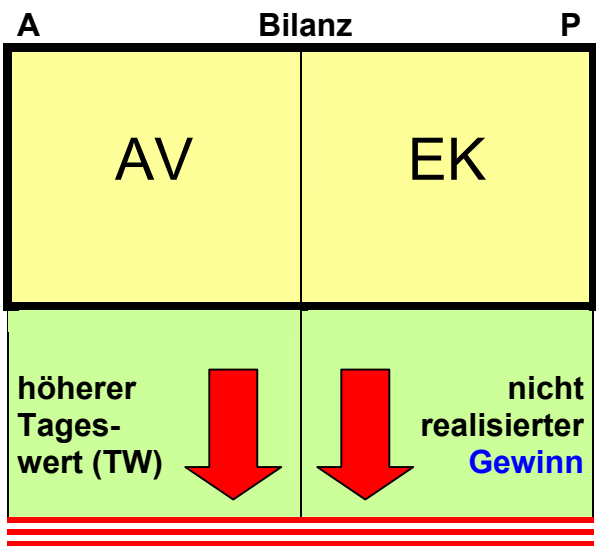 A Bilanz P
AV EK
höherer
Tages-
wert (TW)
nicht
realisierter
Gewinn